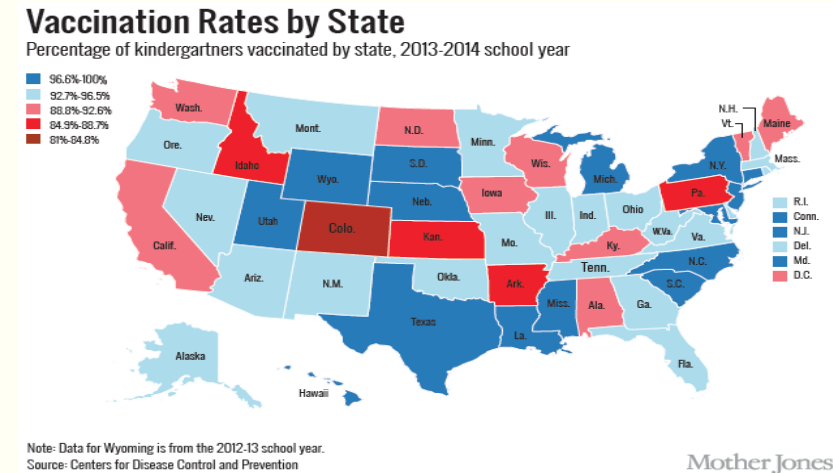 Vaccination Rates by State
Percentage of kindergartners vaccinated by state, 2013-2014 school year
96.6%-100%
92.7%-96.5%
88.8%-92.6%
84.9%-88.7%
81%-84.8%
Wash.
Ore.
Calif.
Idaho
Nev.
Mont.
Wyo.
Utah
Ariz.
Colo.
N.M.
N.D.
S.D.
Neb.
Kan.
Okla.
Texas
Minn.
Iowa
Mo.
Ark.
La.
Wis.
Ill.
Mich.
Ind.
Ohio
Ky.
Tenn.
Miss.
Ala.
Ga.
Fla.
S.C.
N.C.
Va.
W.Va.
Pa.
N.Y.
N.H.
Vt.
Maine
Mass.
R.I.
Conn.
N.J.
Del.
Md.
D.C.
Alaska
Hawaii
Note: Data for Wyoming is from the 2012-13 school year.
Source: Centers for Disease Control and Prevention
Mother Jones